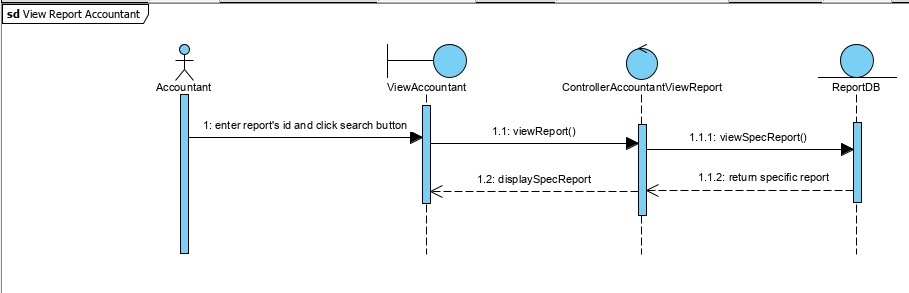 sd View Report Accountant
Accountant
ViewAccountant
ControllerAccountantViewReport
ReportDB
1: enter report's id and click search button
1.1: viewReport()
1.1.1: viewSpecReport()
1.2: displaySpecReport
1.1.2: return specific report